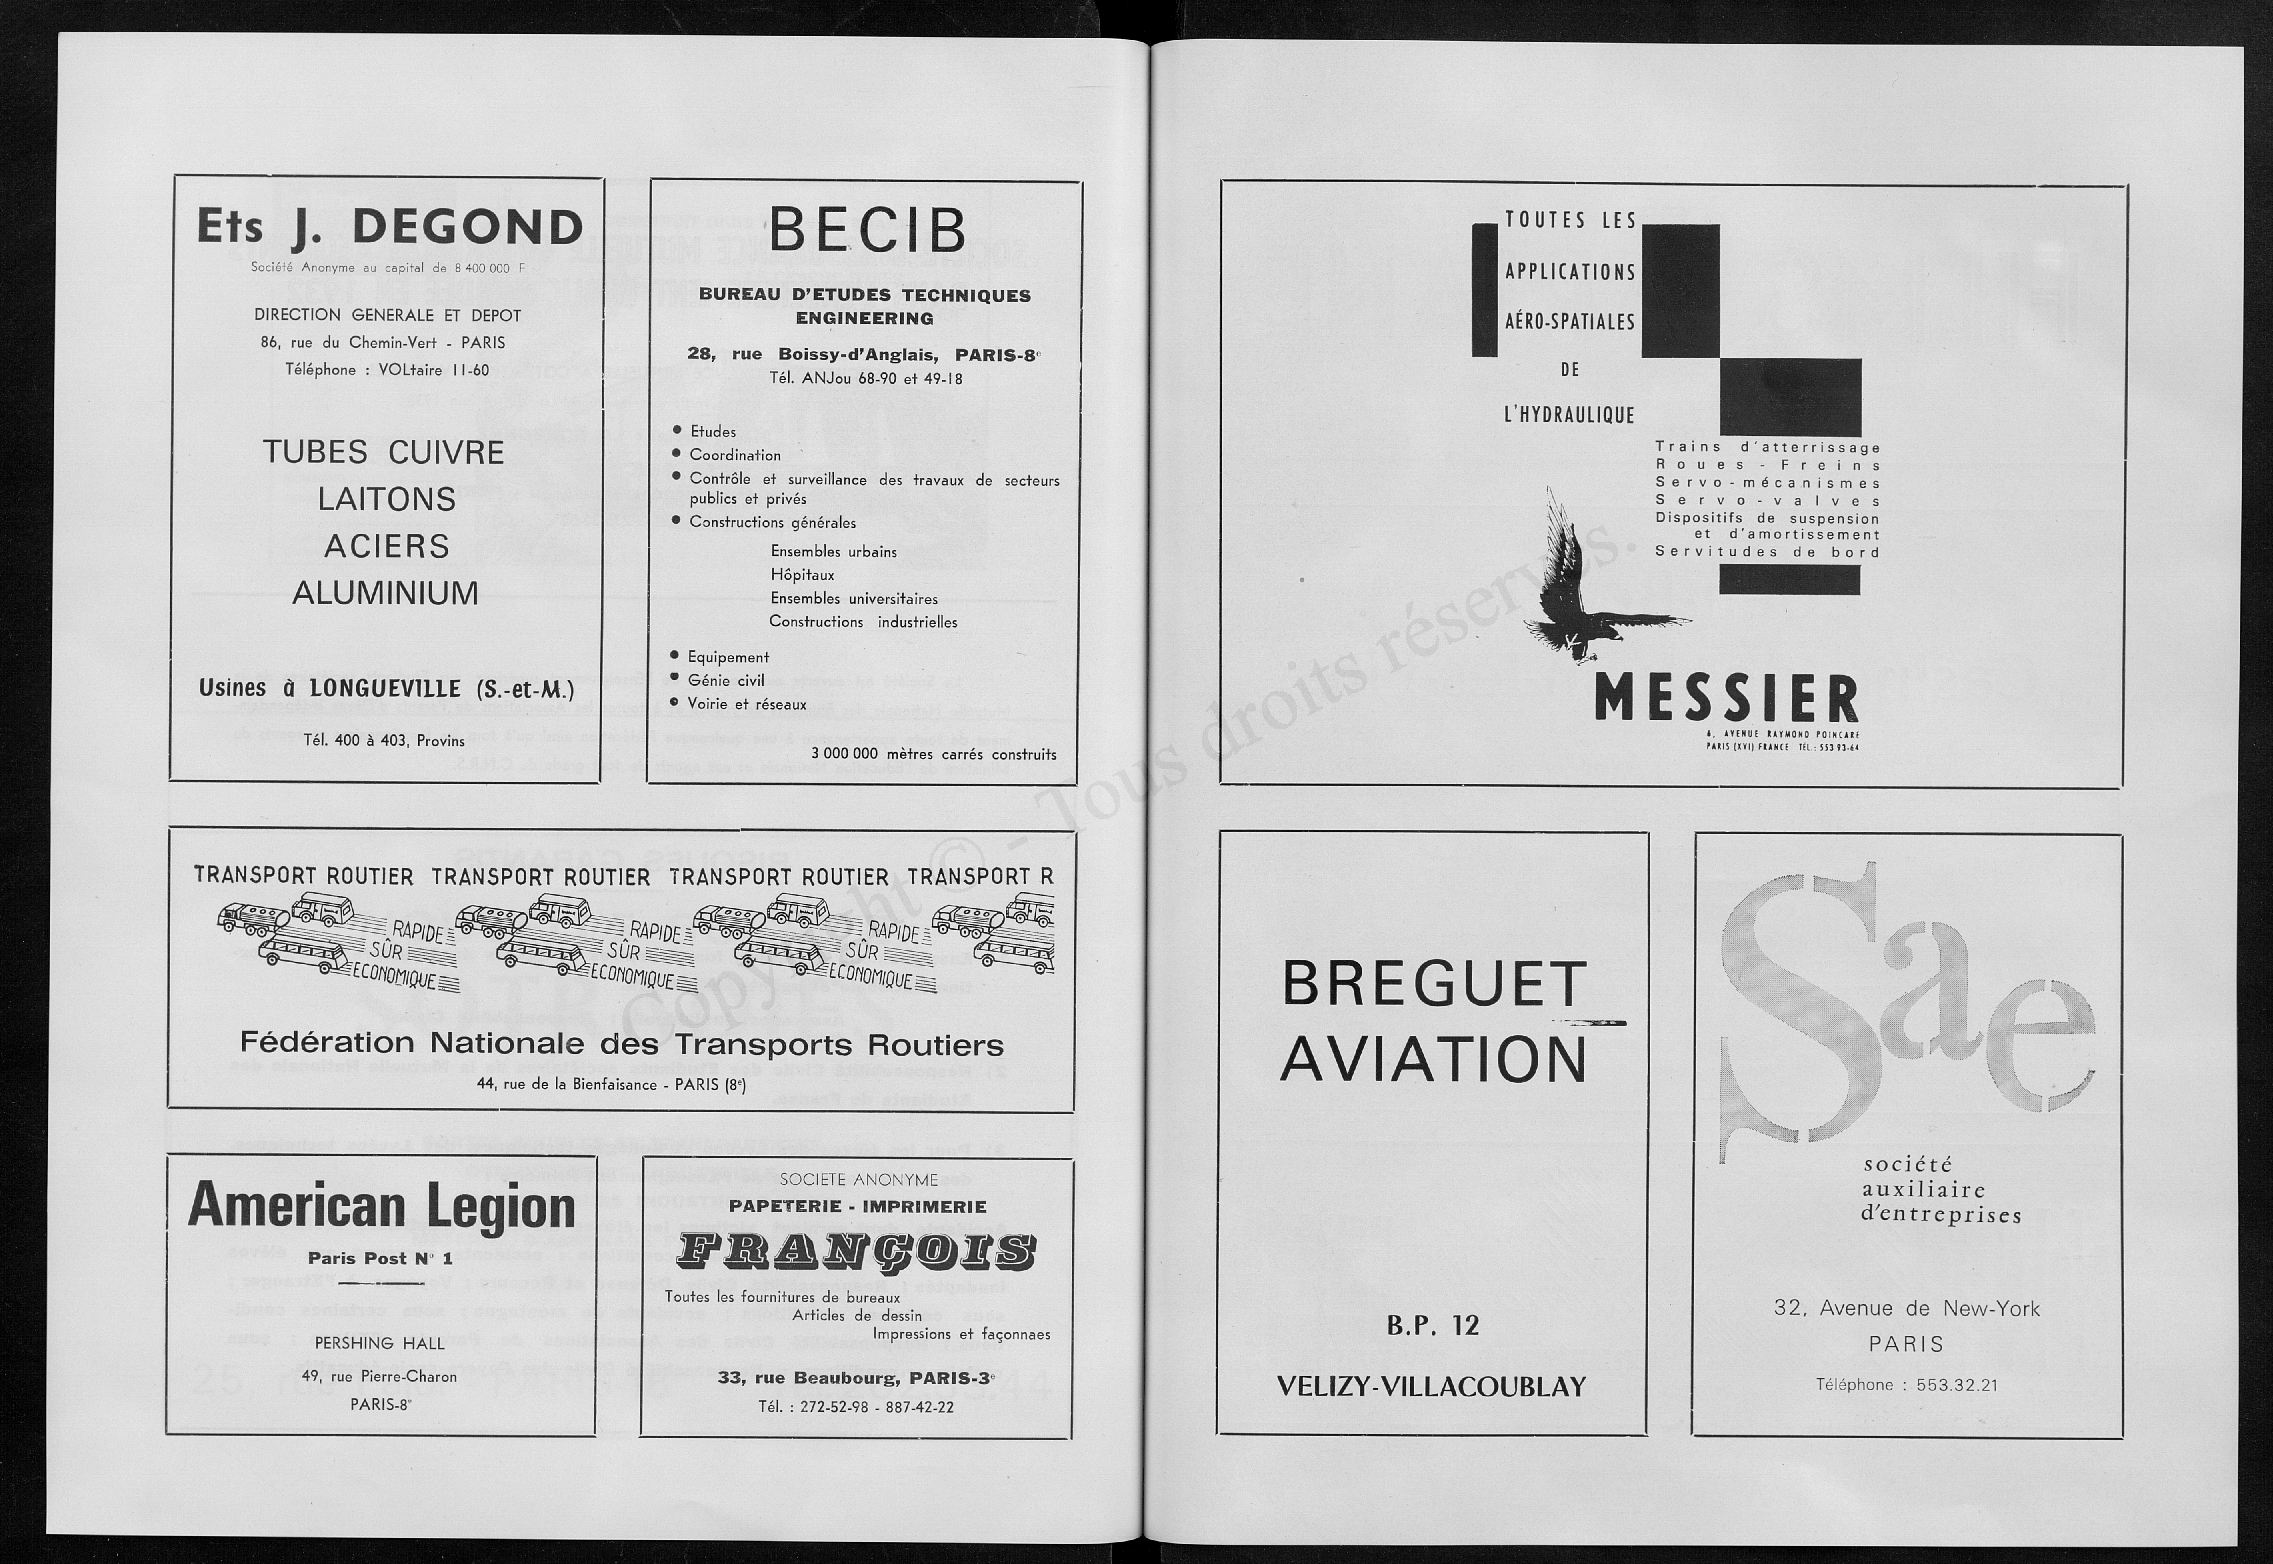 Ets J. DEGOND
Société Anonyme au capital de 8 400 000 F
DIRECTION GENERALE ET DEPOT
86, rue du Chemin-Vert - PARIS
Téléphone : VOLtaire 11-60
TUBES CUIVRE
LAITONS
ACIERS
ALUMINIUM
Usines à LONGUEVILLE (S.-et-M.)
Tél. 400 à 403, Provins
BECIB
BUREAU D'ETUDES TECHNIQUES
ENGINEERING
28, rue Boissy-d'Anglais, PARIS-8e
Tél. ANJou 68-90 et 49-18
• Etudes
• Coordination
• Contrôle et surveillance des travaux de secteurs
publics et privés
• Constructions générales
Ensembles urbains
Hôpitaux
Ensembles universitaires
Constructions industrielles
• Equipement
• Génie civil
• Voirie et réseaux
3 000 000 mètres carrés construits
TRANSPORT ROUTIER TRANSPORT ROUTIER TRANSPORT ROUTIER TRANSPORT R
RAPIDE RAPIDE RAPIDE
SÛR SÛR SÛR
ECONOMIQUE ECONOMIQUE ECONOMIQUE
Fédération Nationale des Transports Routiers
44, rue de la Bienfaisance - PARIS (8e)
American Legion
Paris Post N° 1
PERSHING HALL
49, rue Pierre-Charon
PARIS-8e
SOCIETE ANONYME
PAPETERIE - IMPRIMERIE
FRANÇOIS
Toutes les fournitures de bureaux
Articles de dessin
Impressions et façonnaes
33, rue Beaubourg, PARIS-3e
Tél. : 272-52-98 - 887-42-22
TOUTES LES
APPLICATIONS
AÉRO-SPATIALES
DE
L'HYDRAULIQUE
Trains d'atterrissage
Roues - Freins
Servo-mécanismes
Servo-valves
Dispositifs de suspension
et d'amortissement
Servitudes de bord
MESSIER
6, AVENUE RAYMOND POINCARÉ
PARIS (XVI) FRANCE TEL.: 553 93-64
BREGUET
AVIATION
B.P. 12
VELIZY-VILLACOUBLAY
Sae
société
auxiliaire
d'entreprises
32, Avenue de New-York
PARIS
Téléphone : 553.32.21
Copyright © - Tous droits réservés.